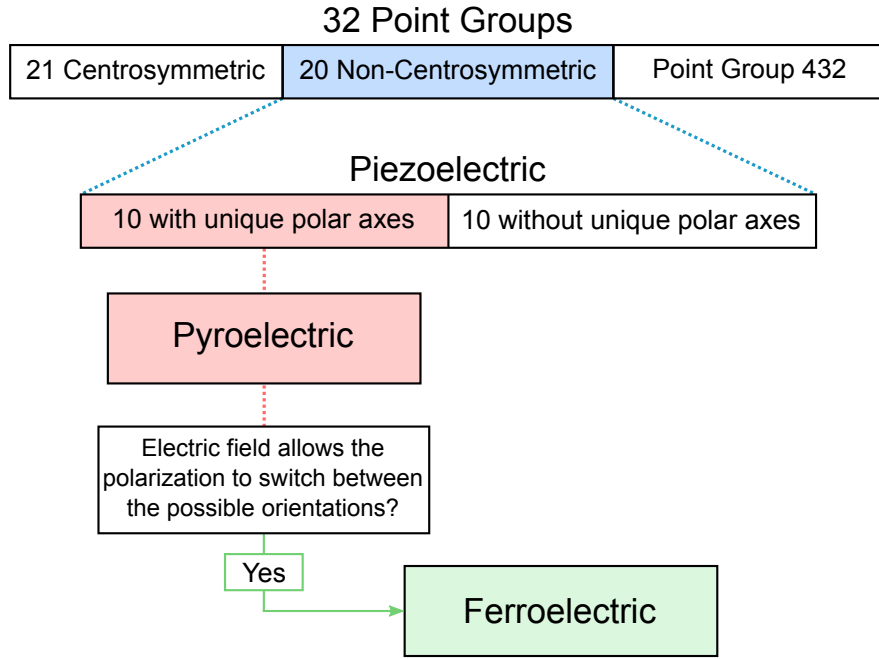 32 Point Groups
21 Centrosymmetric
20 Non-Centrosymmetric
Point Group 432
Piezoelectric
10 with unique polar axes
10 without unique polar axes
Pyroelectric
Electric field allows the
polarization to switch between
the possible orientations?
Yes
Ferroelectric